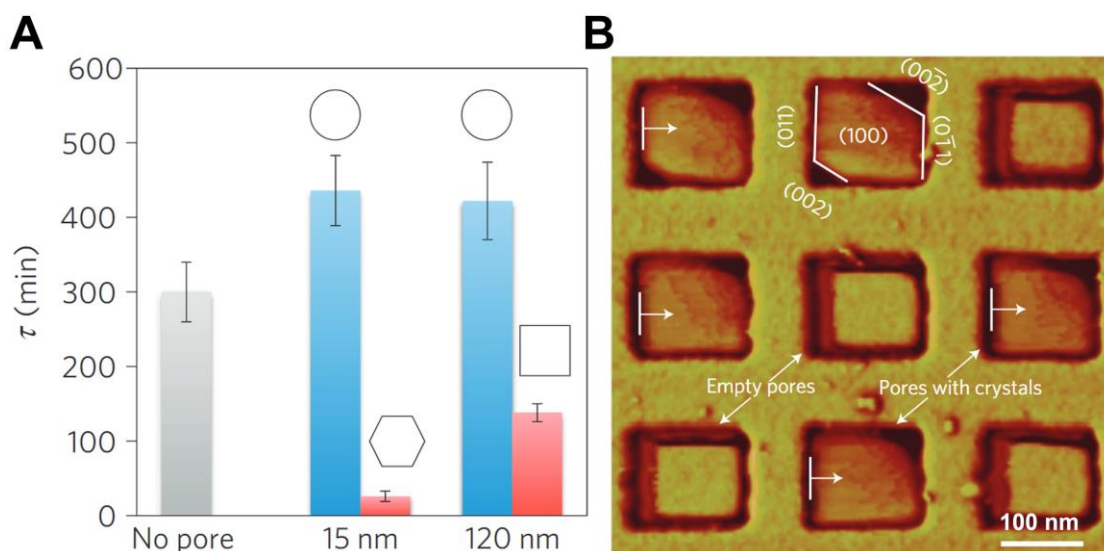 A
600
500
400
300
200
100
0
τ (min)
No pore
15 nm
120 nm
B
(002̄)
(011)
(100)
(01̄1)
(002)
Empty pores
Pores with crystals
100 nm